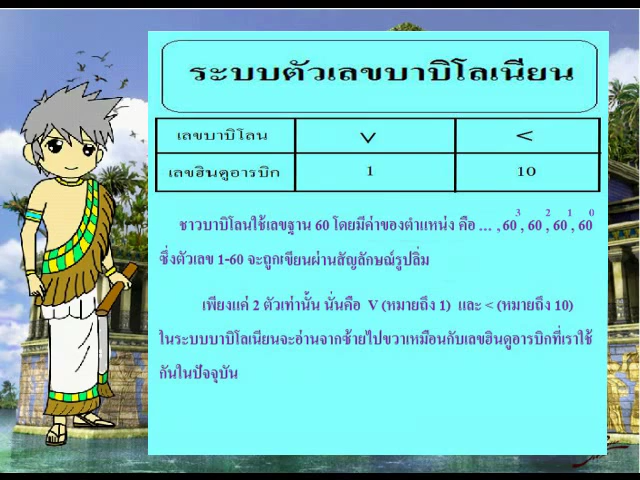 ระบบตัวเลขบาบิโลเนียน
เลขบาบิโลน V <
เลขฮินดูอารบิก 1 10
ชาวบาบิโลนใช้เลขฐาน 60 โดยมีค่าของตำแหน่ง คือ ... , 60³ , 60² , 60¹ , 60⁰
ซึ่งตัวเลข 1-60 จะถูกเขียนผ่านสัญลักษณ์รูปลิ่ม
เพียงแค่ 2 ตัวเท่านั้น นั่นคือ V (หมายถึง 1) และ < (หมายถึง 10)
ในระบบบาบิโลเนียนจะอ่านจากซ้ายไปขวาเหมือนกับเลขฮินดูอารบิกที่เราใช้
กันในปัจจุบัน